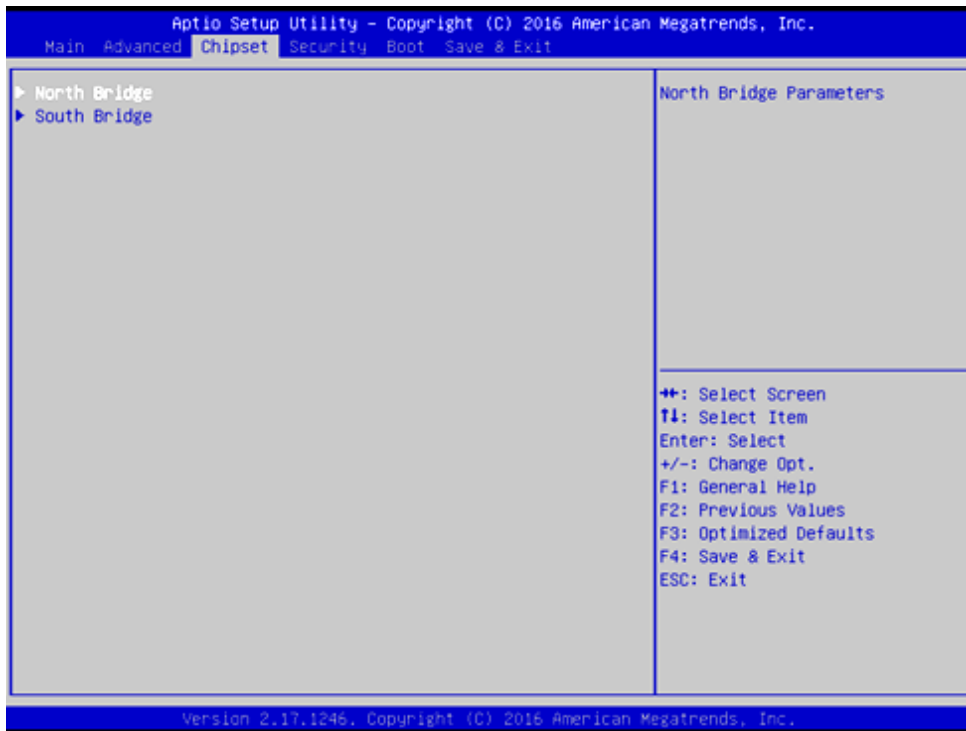 Aptio Setup Utility – Copyright (C) 2016 American Megatrends, Inc.
Main Advanced Chipset Security Boot Save & Exit
▶ North Bridge
▶ South Bridge
North Bridge Parameters
→←: Select Screen
↑↓: Select Item
Enter: Select
+/-: Change Opt.
F1: General Help
F2: Previous Values
F3: Optimized Defaults
F4: Save & Exit
ESC: Exit
Version 2.17.1246. Copyright (C) 2016 American Megatrends, Inc.